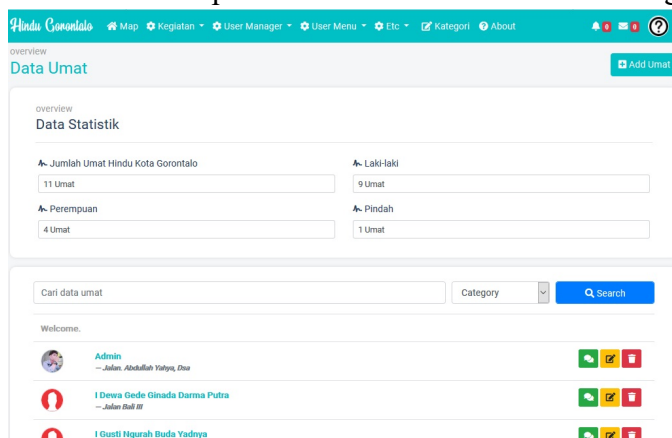 Hindu Gorontalo Map Kegiatan User Manager User Menu Etc Kategori About 0 0
overview
Data Umat
Add Umat
overview
Data Statistik
Jumlah Umat Hindu Kota Gorontalo
Laki-laki
11 Umat
9 Umat
Perempuan
Pindah
4 Umat
1 Umat
Cari data umat
Category
Search
Welcome.
Admin
— Jalan. Abdullah Yahya, Dsa
I Dewa Gede Ginada Darma Putra
— Jalan Bali III
I Gusti Ngurah Buda Yadnya